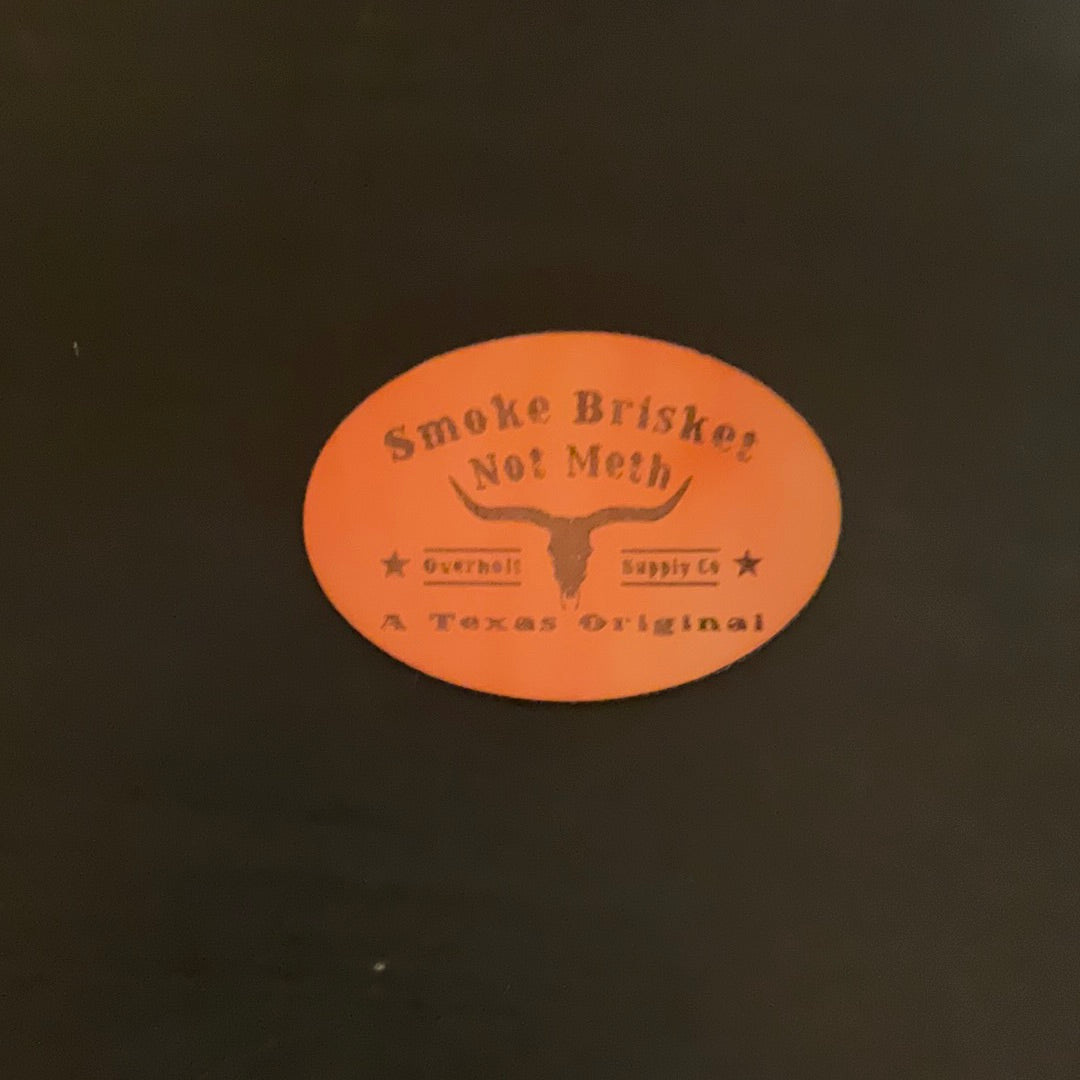 Smoke Brisket
Not Meth
Overholt Supply Co
A Texas Original